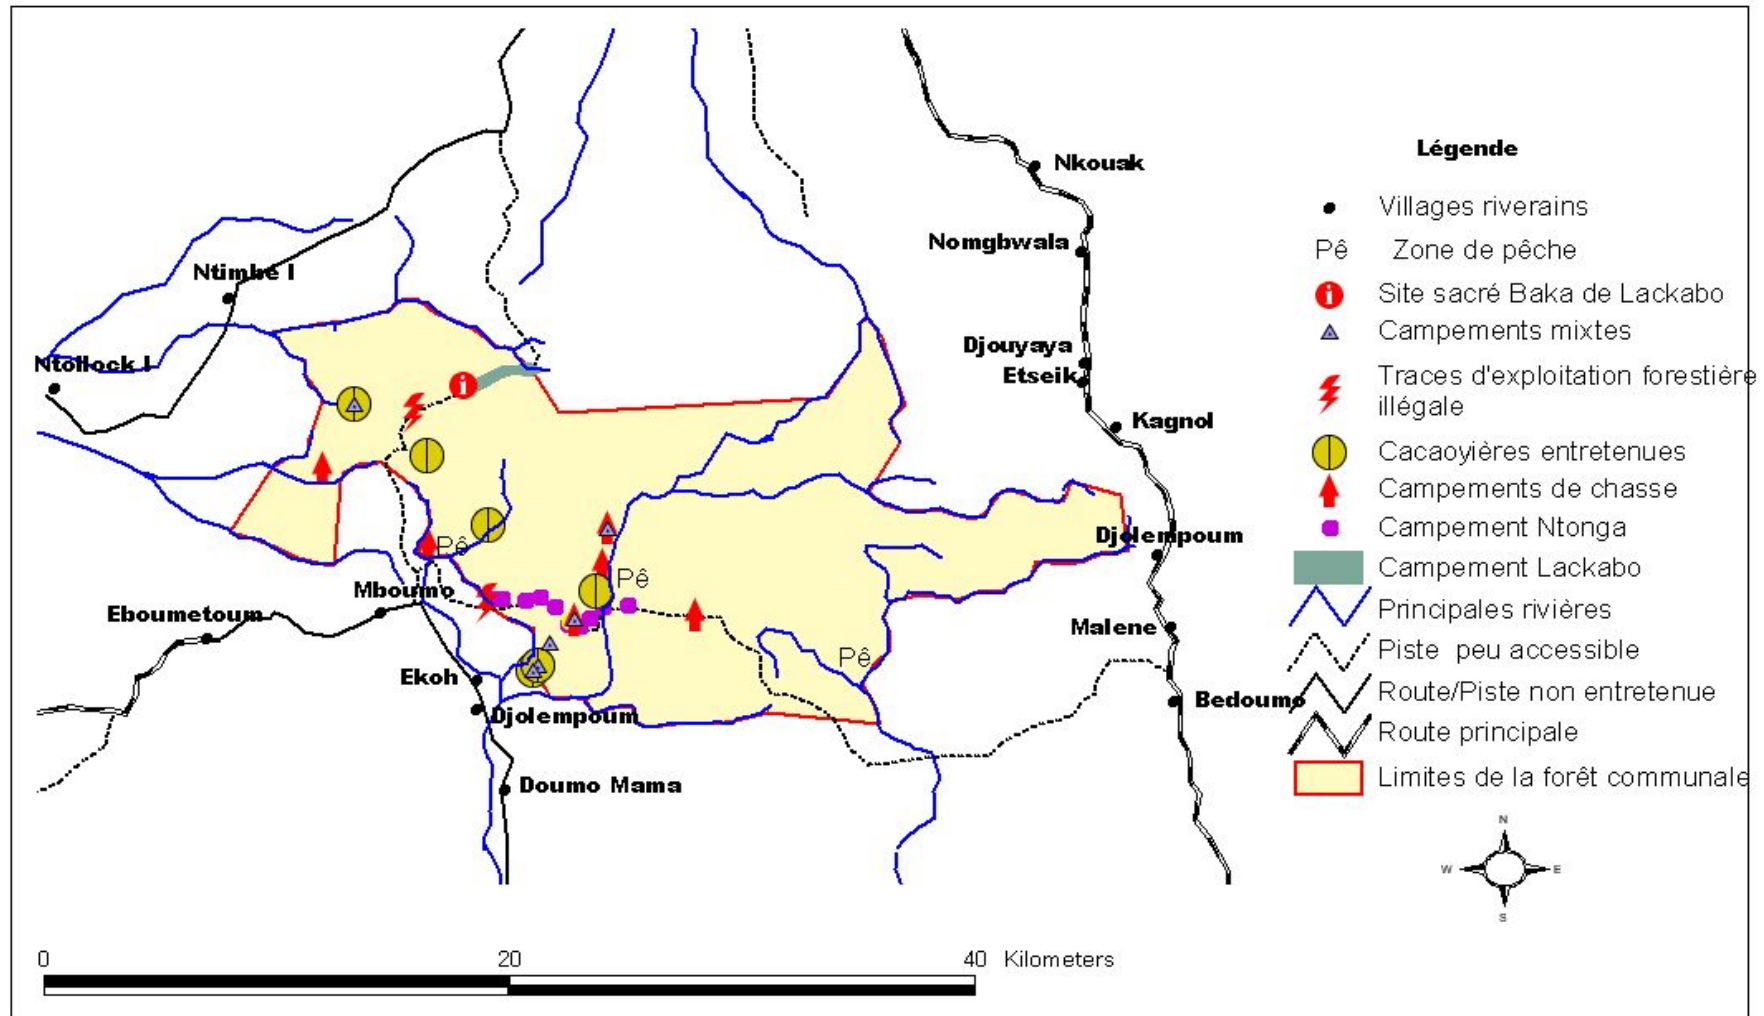 Nkouak
Nomgbwala
Ntimbe I
Djouyaya
Ntollock I
Etseik
Kagnol
Djolempoum
Pê
Pê
Mboumo
Eboumetoum
Malene
Pê
Ekoh
Bedoumo
Djolempoum
Doumo Mama
Légende
Villages riverains
Pê Zone de pêche
Site sacré Baka de Lackabo
Campements mixtes
Traces d'exploitation forestière
illégale
Cacaoyières entretenues
Campements de chasse
Campement Ntonga
Campement Lackabo
Principales rivières
Piste peu accessible
Route/Piste non entretenue
Route principale
Limites de la forêt communale
N
W E
S
0 20 40 Kilometers